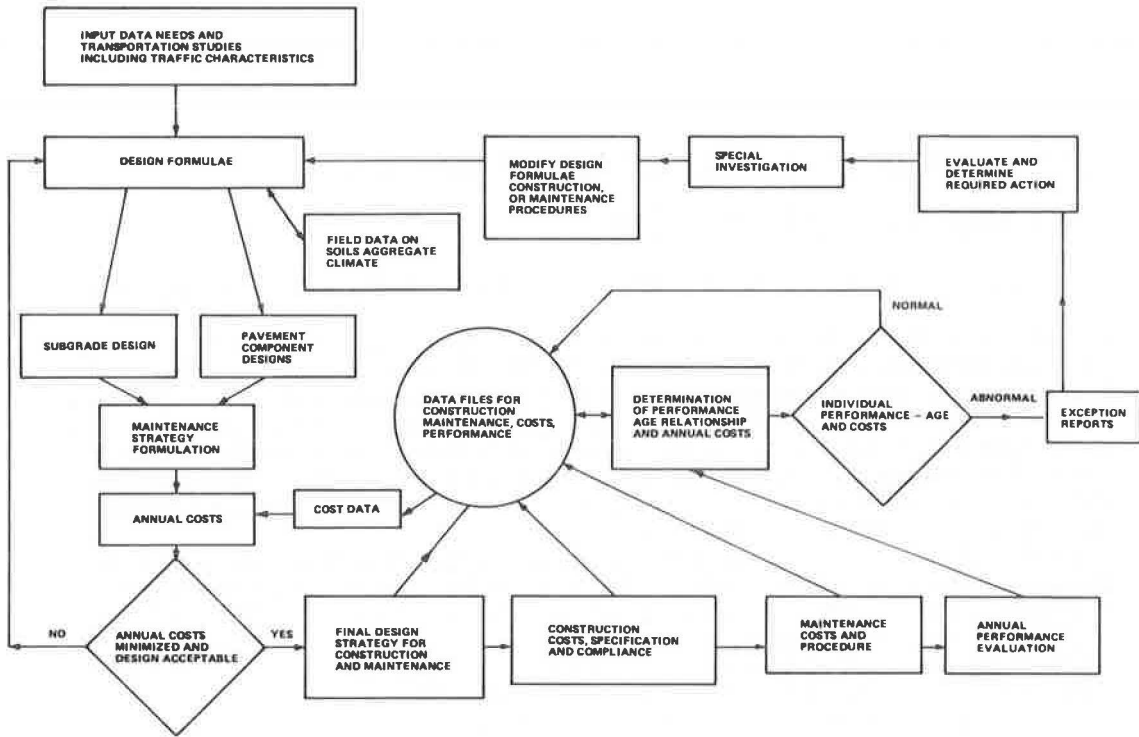 INPUT DATA NEEDS AND
TRANSPORTATION STUDIES
INCLUDING TRAFFIC CHARACTERISTICS
DESIGN FORMULAE
MODIFY DESIGN
FORMULAE
CONSTRUCTION,
OR MAINTENANCE
PROCEDURES
SPECIAL
INVESTIGATION
EVALUATE AND
DETERMINE
REQUIRED ACTION
FIELD DATA ON
SOILS AGGREGATE
CLIMATE
NORMAL
SUBGRADE DESIGN
PAVEMENT
COMPONENT
DESIGNS
DATA FILES FOR
CONSTRUCTION
MAINTENANCE, COSTS,
PERFORMANCE
DETERMINATION
OF PERFORMANCE
AGE RELATIONSHIP
AND ANNUAL COSTS
INDIVIDUAL
PERFORMANCE – AGE
AND COSTS
ABNORMAL
EXCEPTION
REPORTS
MAINTENANCE
STRATEGY
FORMULATION
ANNUAL COSTS
COST DATA
NO
ANNUAL COSTS
MINIMIZED AND
DESIGN ACCEPTABLE
YES
FINAL DESIGN
STRATEGY FOR
CONSTRUCTION
AND MAINTENANCE
CONSTRUCTION
COSTS, SPECIFICATION
AND COMPLIANCE
MAINTENANCE
COSTS AND
PROCEDURE
ANNUAL
PERFORMANCE
EVALUATION